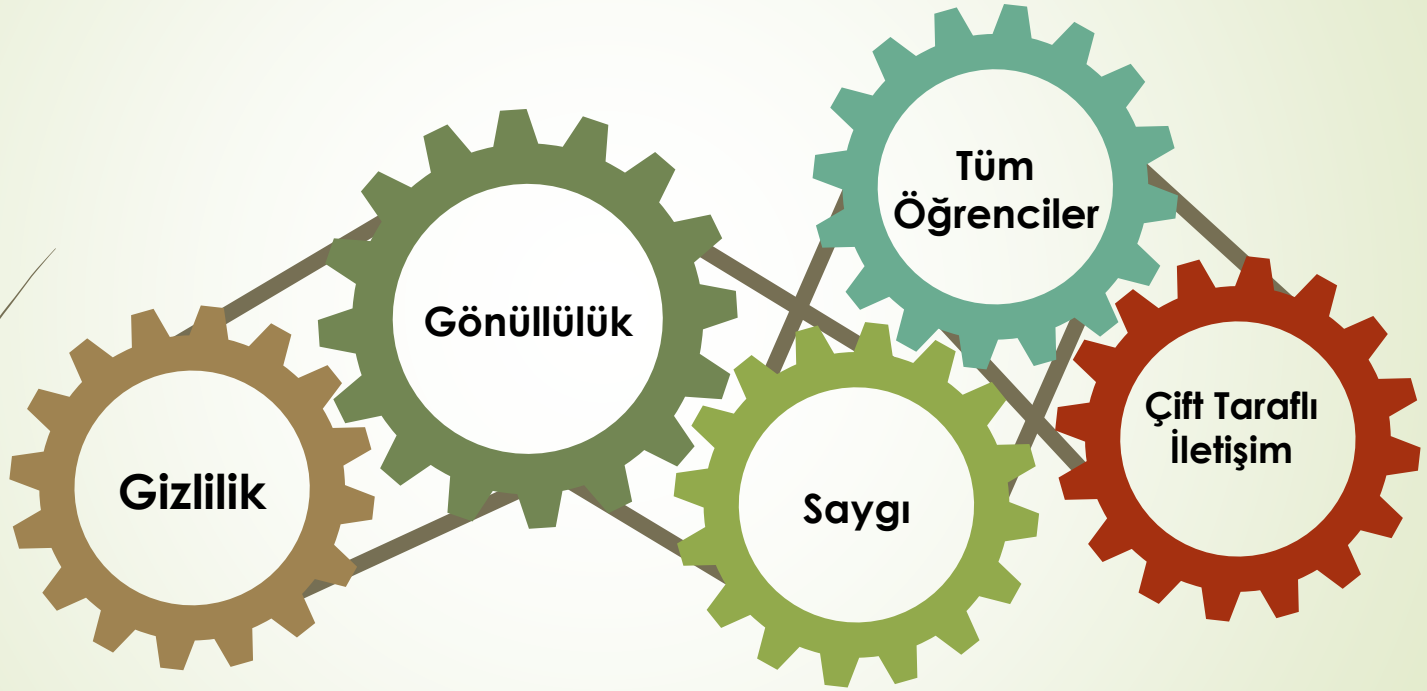 Gizlilik
Gönüllülük
Saygı
Tüm
Öğrenciler
Çift Taraflı
İletişim